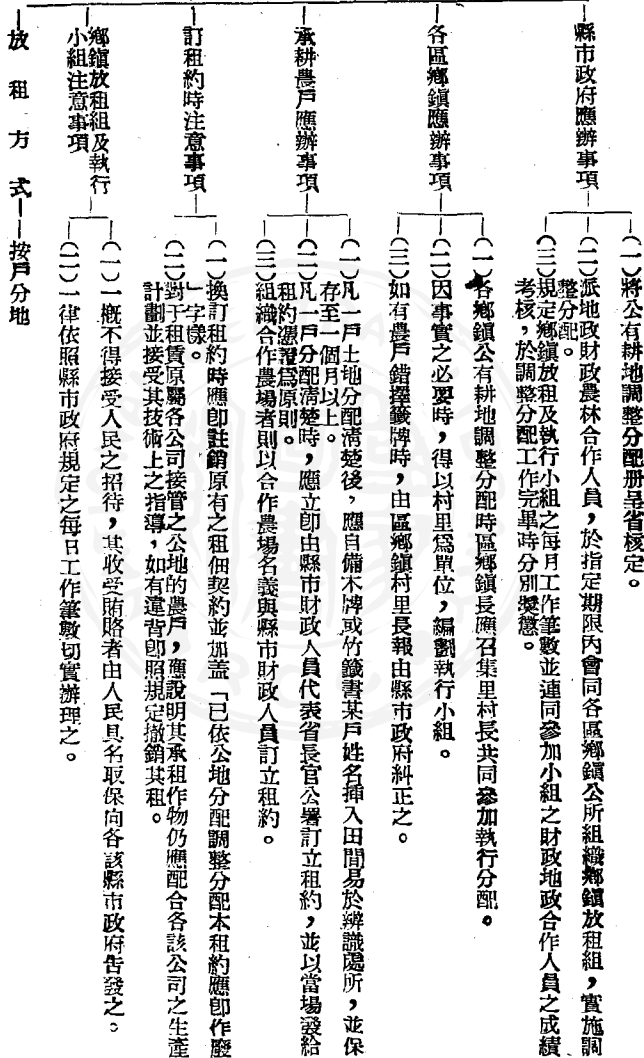 縣市政府應辦事項
(一)將公有耕地調整分配册呈省核定。
(二)派地政財政農林合作人員,於指定期限內會同各區鄉鎮公所組織鄉鎮放租組,實施調
整分配。
(三)規定鄉鎮放租及執行小組之每月工作筆數並連同參加小組之財政地政合作人員之成績
考核,於調整分配工作完畢時分別獎懲。
各區鄉鎮應辦事項
(一)各鄉鎮公有耕地調整分配時區鄉鎮長應召集里村長共同參加執行分配。
(二)因事實之必要時,得以村里爲單位,編劃執行小組。
(三)如有農戶錯擇籤牌時,由區鄉鎮村里長報由縣市政府糾正之。
承耕農戶應辦事項
(一)凡一戶土地分配清楚後,應自備木牌或竹籤書某戶姓名揷入田間易於辨識處所,並保
存至一個月以上。
(二)凡一戶分配清楚時,應立卽由縣市財政人員代表省長官公署訂立租約,並以當場發給
租約憑證爲原則。
(三)組織合作農場者則以合作農場名義與縣市財政人員訂立租約。
訂租約時注意事項
(一)換訂租約時應卽註銷原有之租佃契約並加盖「已依公地分配調整分配本租約應卽作廢
」字樣。
(二)對于租賃原屬各公司接管之公地的農戶,應說明其承租作物仍應配合各該公司之生產
計劃並接受其技術上之指導,如有違背卽照規定撤銷其租。
鄉鎮放租組及執行
小組注意事項
(一)一槪不得接受人民之招待,其收受賄賂者由人民具名取保向各該縣市政府告發之。
(二)一律依照縣市政府規定之每日工作筆數切實辦理之。
放租方式——按戶分地